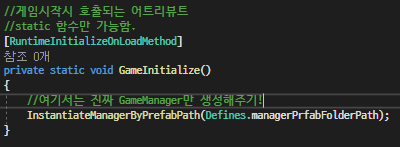 //게임시작시 호출되는 어트리뷰트
//static 함수만 가능함.
[RuntimeInitializeOnLoadMethod]
참조 0개
private static void GameInitialize()
{
//여기서는 진짜 GameManager만 생성해주기!
InstantiateManagerByPrefabPath(Defines.managerPrfabFolderPath);
}